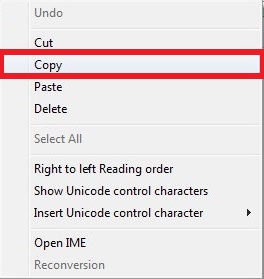 Undo
Cut
Copy
Paste
Delete
Select All
Right to left Reading order
Show Unicode control characters
Insert Unicode control character
Open IME
Reconversion